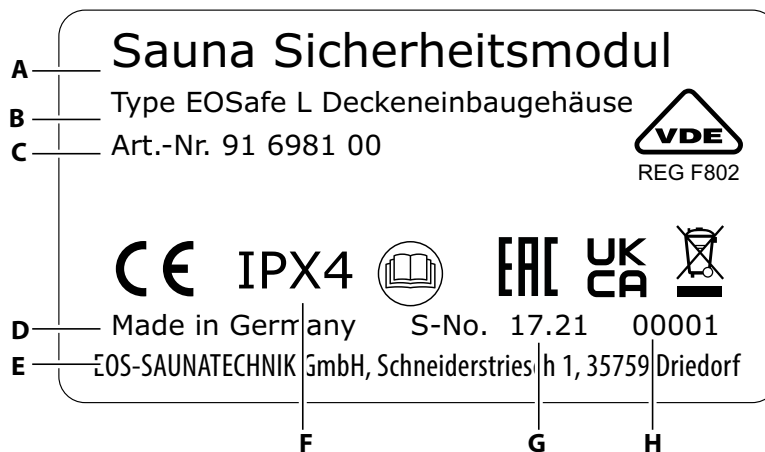 A Sauna Sicherheitsmodul
B Type EOSafe L Deckeneinbaugehäuse
C Art.-Nr. 91 6981 00
VDE
REG F802
CE IPX4 EAC UK CA
D Made in Germany S-No. 17.21 00001
E EOS-SAUNATECHNIK GmbH, Schneiderstriesch 1, 35759 Driedorf
F G H